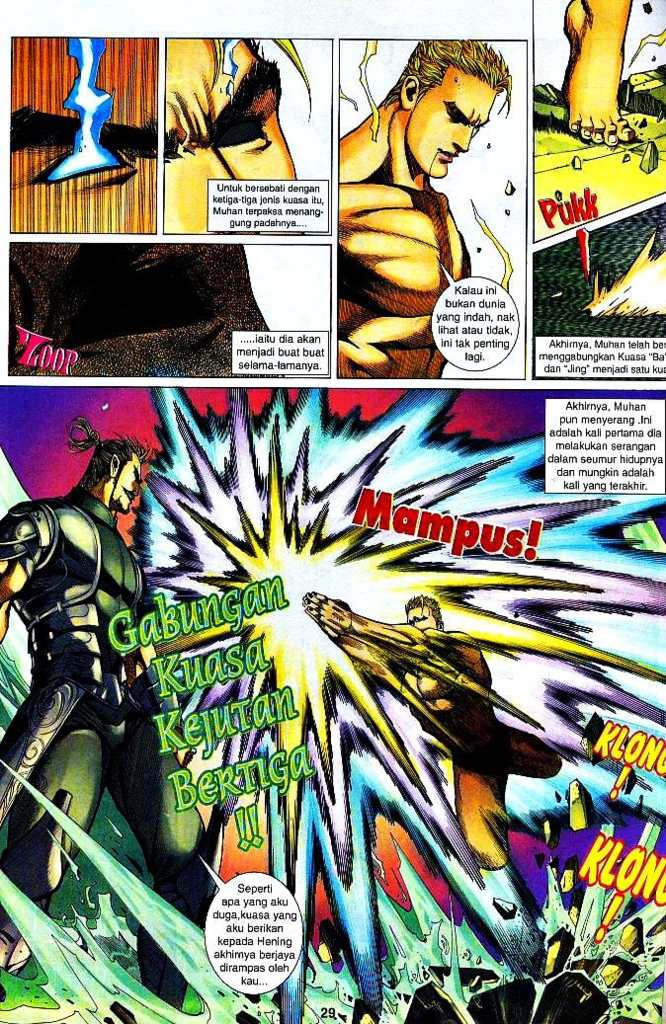 Untuk bersebati dengan
ketiga-tiga jenis kuasa itu,
Muhan terpaksa menang-
gung padahnya....
ZOOP
.....iaitu dia akan
menjadi buat buat
selama-lamanya.
Kalau ini
bukan dunia
yang indah, nak
lihat atau tidak,
ini tak penting
lagi.
PUKK
Akhirnya, Muhan telah
menggabungkan Kuasa
dan "Jing" menjadi satu
Akhirnya, Muhan
pun menyerang .Ini
adalah kali pertama dia
melakukan serangan
dalam seumur hidupnya
dan mungkin adalah
kali yang terakhir.
Mampus!
Gabungan
Kuasa
Kejutan
Bertiga
!!
KLONG
!
KLONG
!
Seperti
apa yang aku
duga,kuasa yang
aku berikan
kepada Hening
akhirnya berjaya
dirampas oleh
kau...
29